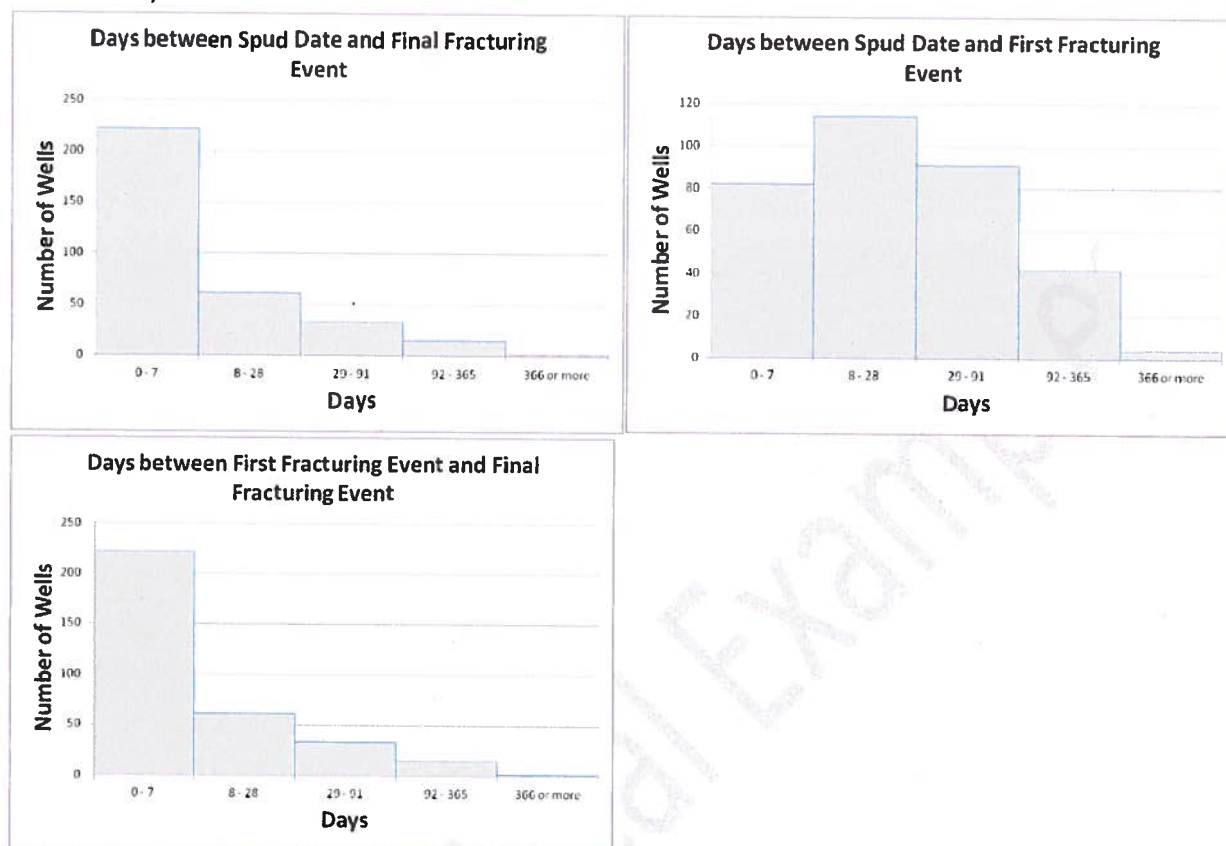 Days between Spud Date and Final Fracturing
Event
Number of Wells
250
200
150
100
50
0
0 - 7
8 - 28
29 - 91
92 - 365
366 or more
Days
Days between Spud Date and First Fracturing
Event
Number of Wells
120
100
80
60
40
20
0
0 - 7
8 - 28
29 - 91
92 - 365
366 or more
Days
Days between First Fracturing Event and Final
Fracturing Event
Number of Wells
250
200
150
100
50
0
0 - 7
8 - 28
29 - 91
92 - 365
366 or more
Days